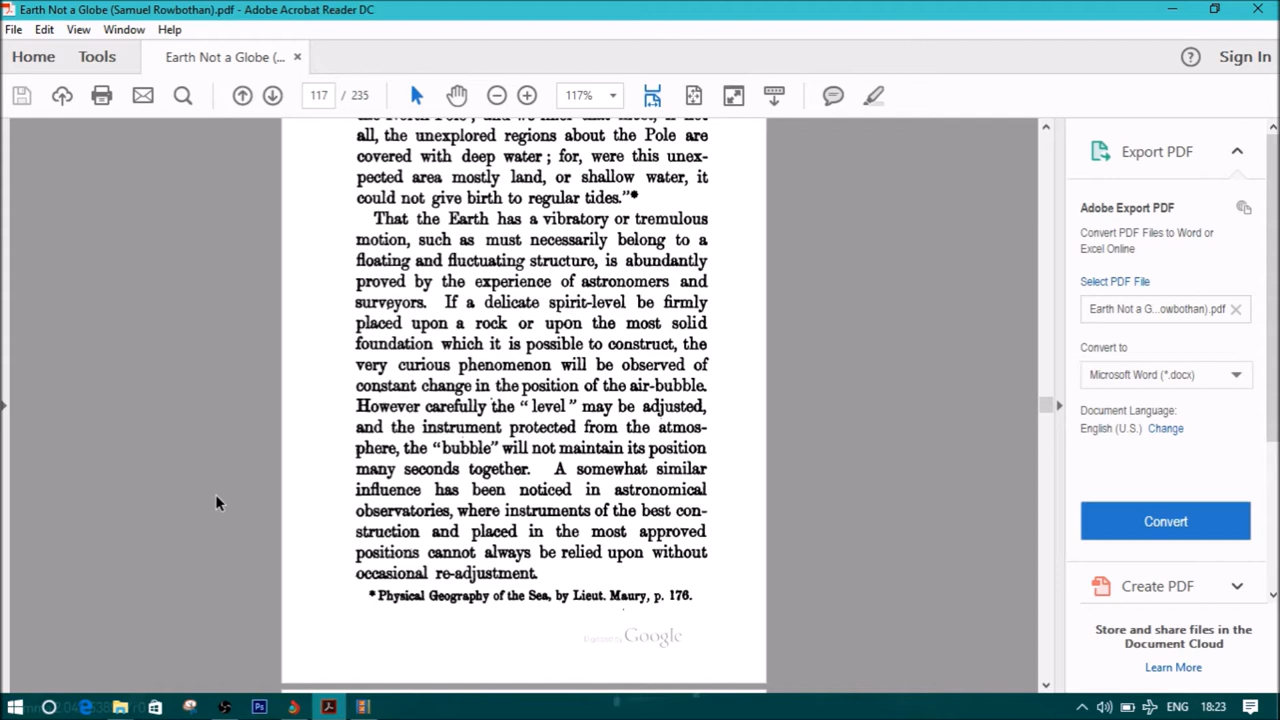 Earth Not a Globe (Samuel Rowbothan).pdf - Adobe Acrobat Reader DC
File Edit View Window Help
Home Tools Earth Not a Globe (... × Sign In
117 / 235 117%
all, the unexplored regions about the Pole are
covered with deep water ; for, were this unex-
pected area mostly land, or shallow water, it
could not give birth to regular tides."*
That the Earth has a vibratory or tremulous
motion, such as must necessarily belong to a
floating and fluctuating structure, is abundantly
proved by the experience of astronomers and
surveyors. If a delicate spirit-level be firmly
placed upon a rock or upon the most solid
foundation which it is possible to construct, the
very curious phenomenon will be observed of
constant change in the position of the air-bubble.
However carefully the " level " may be adjusted,
and the instrument protected from the atmos-
phere, the "bubble" will not maintain its position
many seconds together. A somewhat similar
influence has been noticed in astronomical
observatories, where instruments of the best con-
struction and placed in the most approved
positions cannot always be relied upon without
occasional re-adjustment.
* Physical Geography of the Sea, by Lieut. Maury, p. 176.
Digitized by Google
Export PDF
Adobe Export PDF
Convert PDF Files to Word or
Excel Online
Select PDF File
Earth Not a G...owbothan).pdf
Convert to
Microsoft Word (*.docx)
Document Language:
English (U.S.) Change
Convert
Create PDF
Store and share files in the
Document Cloud
Learn More
ENG 18:23